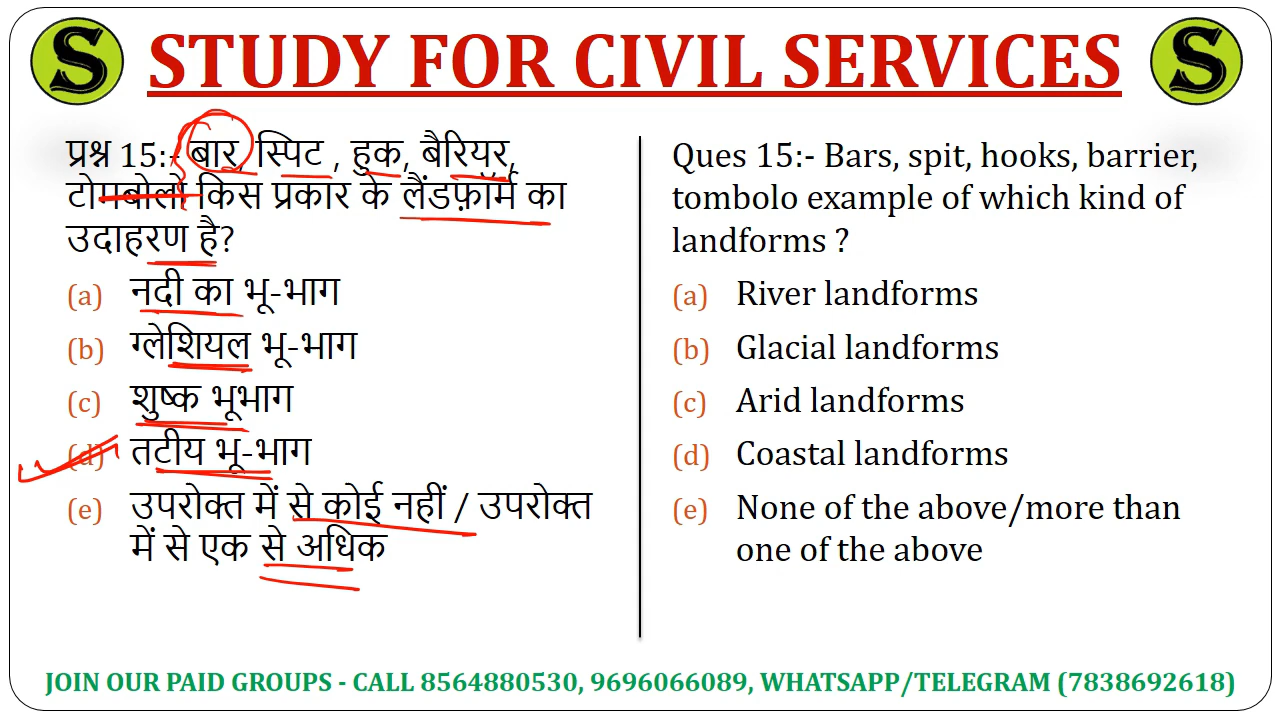 S STUDY FOR CIVIL SERVICES S
प्रश्न 15:- बार, स्पिट , हुक, बैरियर,
टोमबोलो किस प्रकार के लैंडफ़ॉर्म का
उदाहरण है?
(a) नदी का भू-भाग
(b) ग्लेशियल भू-भाग
(c) शुष्क भूभाग
(d) तटीय भू-भाग
(e) उपरोक्त में से कोई नहीं / उपरोक्त
में से एक से अधिक
Ques 15:- Bars, spit, hooks, barrier,
tombolo example of which kind of
landforms ?
(a) River landforms
(b) Glacial landforms
(c) Arid landforms
(d) Coastal landforms
(e) None of the above/more than
one of the above
JOIN OUR PAID GROUPS - CALL 8564880530, 9696066089, WHATSAPP/TELEGRAM (7838692618)